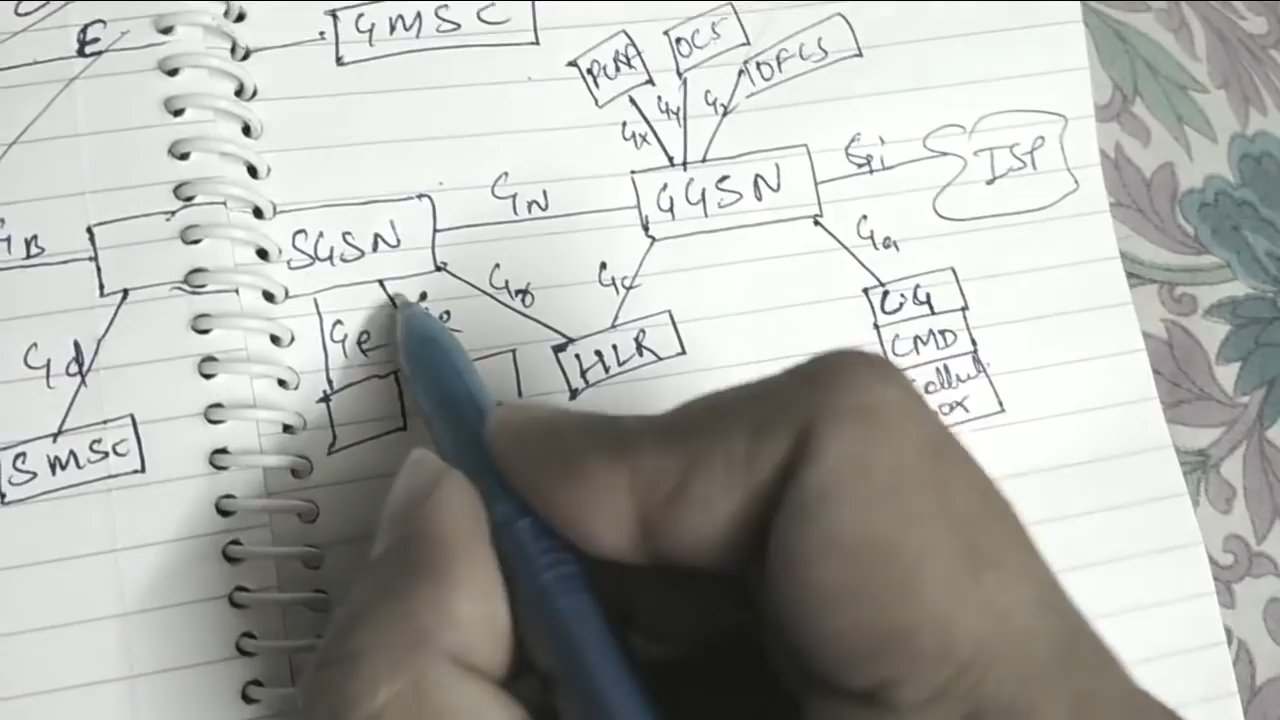 E
GMSC
PCRF
OCS
OFCS
Gx
Gy
Gz
GB
SGSN
GN
GGSN
Gi
ISP
Gd
Ge
Gr
Gc
Ga
SMSC
HLR
CG
CMD